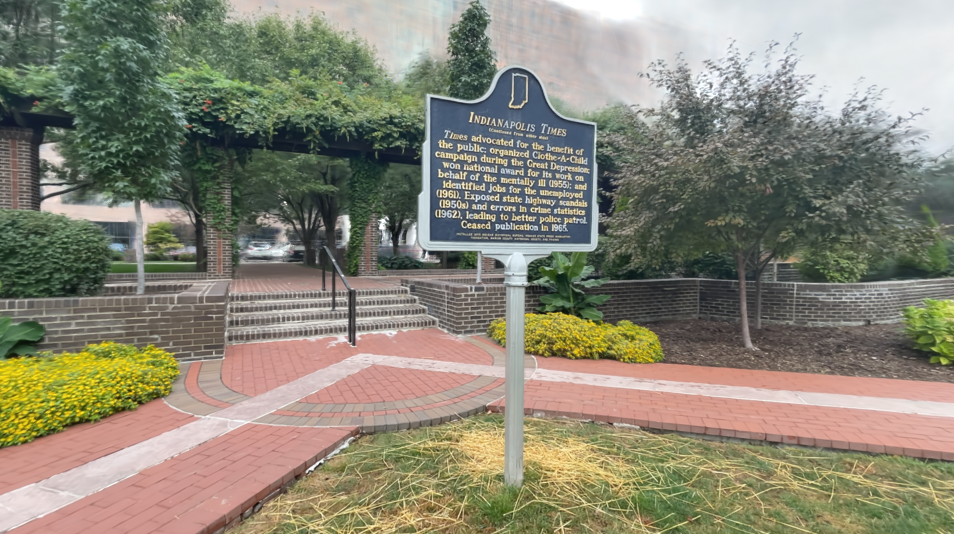 INDIANAPOLIS TIMES
(Continued from other side)
Times advocated for the benefit of
the public; organized Clothe-A-Child
campaign during the Great Depression;
won national award for its work on
behalf of the mentally ill (1955); and
identified jobs for the unemployed
(1961). Exposed state highway scandals
(1950s) and errors in crime statistics
(1962), leading to better police patrol.
Ceased publication in 1965.